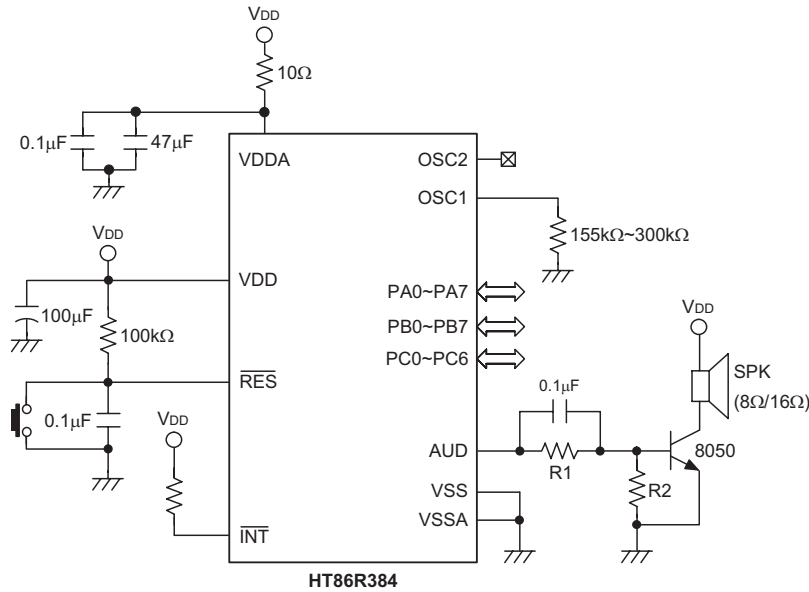 VDD
10Ω
0.1μF
47μF
VDDA
OSC2
OSC1
155kΩ~300kΩ
VDD
VDD
100μF
100kΩ
PA0~PA7
PB0~PB7
PC0~PC6
VDD
SPK
(8Ω/16Ω)
RES
0.1μF
0.1μF
VDD
AUD
R1
8050
R2
VSS
VSSA
INT
HT86R384